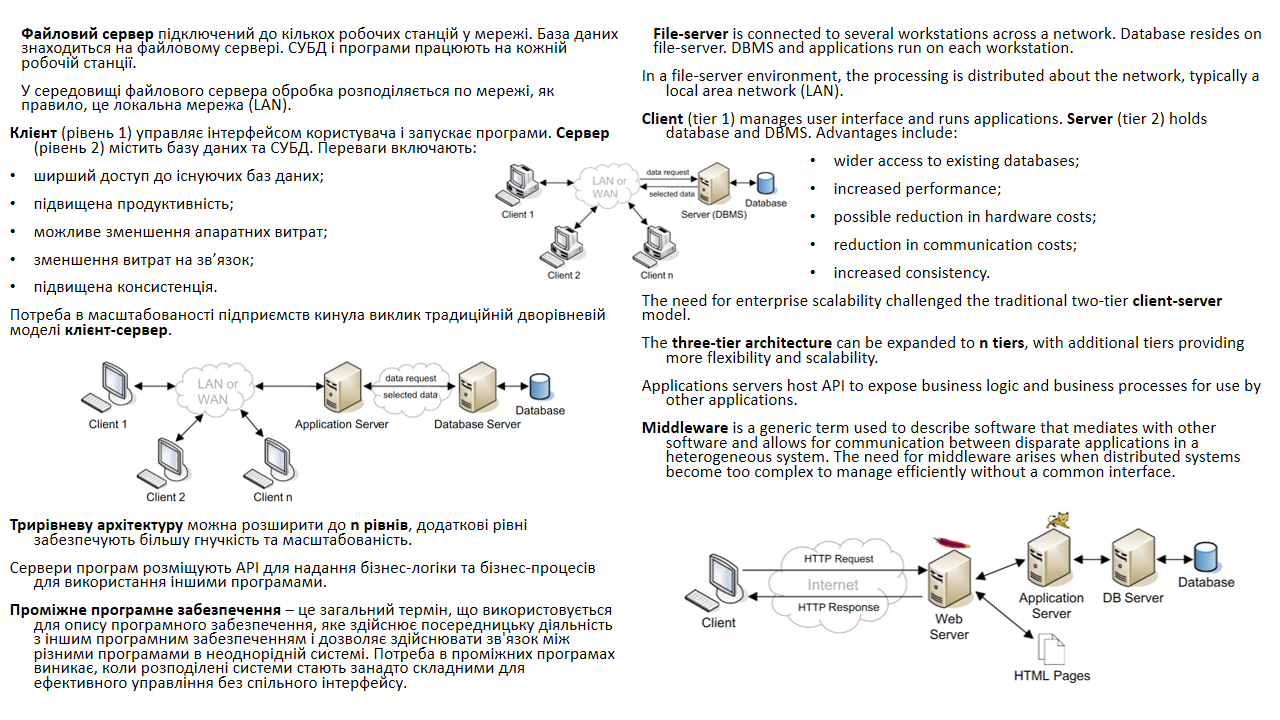 Файловий сервер підключений до кількох робочих станцій у мережі. База даних
знаходиться на файловому сервері. СУБД і програми працюють на кожній
робочій станції.
У середовищі файлового сервера обробка розподіляється по мережі, як
правило, це локальна мережа (LAN).
Клієнт (рівень 1) управляє інтерфейсом користувача і запускає програми. Сервер
(рівень 2) містить базу даних та СУБД. Переваги включають:
• ширший доступ до існуючих баз даних;
• підвищена продуктивність;
• можливе зменшення апаратних витрат;
• зменшення витрат на зв’язок;
• підвищена консистенція.
Потреба в масштабованості підприємств кинула виклик традиційній дворівневій
моделі клієнт-сервер.
LAN or
WAN
data request
selected data
Client 1
Application Server
Database Server
Database
Client 2
Client n
Трирівневу архітектуру можна розширити до n рівнів, додаткові рівні
забезпечують більшу гнучкість та масштабованість.
Сервери програм розміщують API для надання бізнес-логіки та бізнес-процесів
для використання іншими програмами.
Проміжне програмне забезпечення – це загальний термін, що використовується
для опису програмного забезпечення, яке здійснює посередницьку діяльність
з іншим програмним забезпеченням і дозволяє здійснювати зв'язок між
різними програмами в неоднорідній системі. Потреба в проміжних програмах
виникає, коли розподілені системи стають занадто складними для
ефективного управління без спільного інтерфейсу.
LAN or
WAN
data request
selected data
Client 1
Server (DBMS)
Database
Client 2
Client n
File-server is connected to several workstations across a network. Database resides on
file-server. DBMS and applications run on each workstation.
In a file-server environment, the processing is distributed about the network, typically a
local area network (LAN).
Client (tier 1) manages user interface and runs applications. Server (tier 2) holds
database and DBMS. Advantages include:
• wider access to existing databases;
• increased performance;
• possible reduction in hardware costs;
• reduction in communication costs;
• increased consistency.
The need for enterprise scalability challenged the traditional two-tier client-server
model.
The three-tier architecture can be expanded to n tiers, with additional tiers providing
more flexibility and scalability.
Applications servers host API to expose business logic and business processes for use by
other applications.
Middleware is a generic term used to describe software that mediates with other
software and allows for communication between disparate applications in a
heterogeneous system. The need for middleware arises when distributed systems
become too complex to manage efficiently without a common interface.
HTTP Request
Internet
HTTP Response
Client
Web
Server
Application
Server
DB Server
Database
HTML Pages